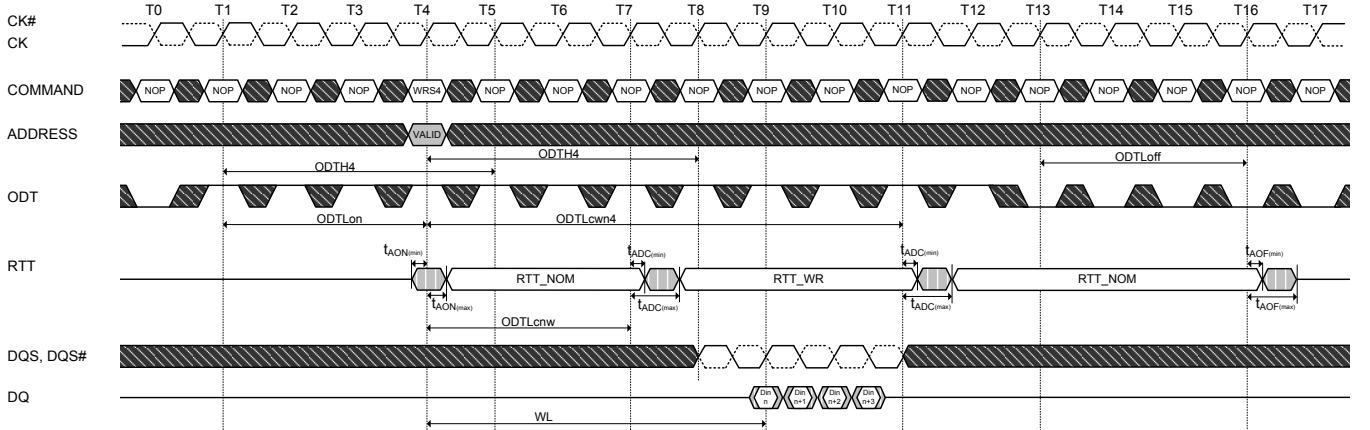 CK#
CK
T0 T1 T2 T3 T4 T5 T6 T7 T8 T9 T10 T11 T12 T13 T14 T15 T16 T17
COMMAND
NOP NOP NOP NOP WRS4 NOP NOP NOP NOP NOP NOP NOP NOP NOP NOP NOP NOP NOP
ADDRESS
VALID
ODTH4
ODTLoff
ODTH4
ODT
ODTLon
ODTLcwn4
tAON(min)
tADC(min)
tADC(min)
tAOF(min)
RTT
RTT_NOM
RTT_WR
RTT_NOM
tAON(max)
tADC(max)
tADC(max)
tAOF(max)
ODTLcnw
DQS, DQS#
DQ
Din n
Din n+1
Din n+2
Din n+3
WL